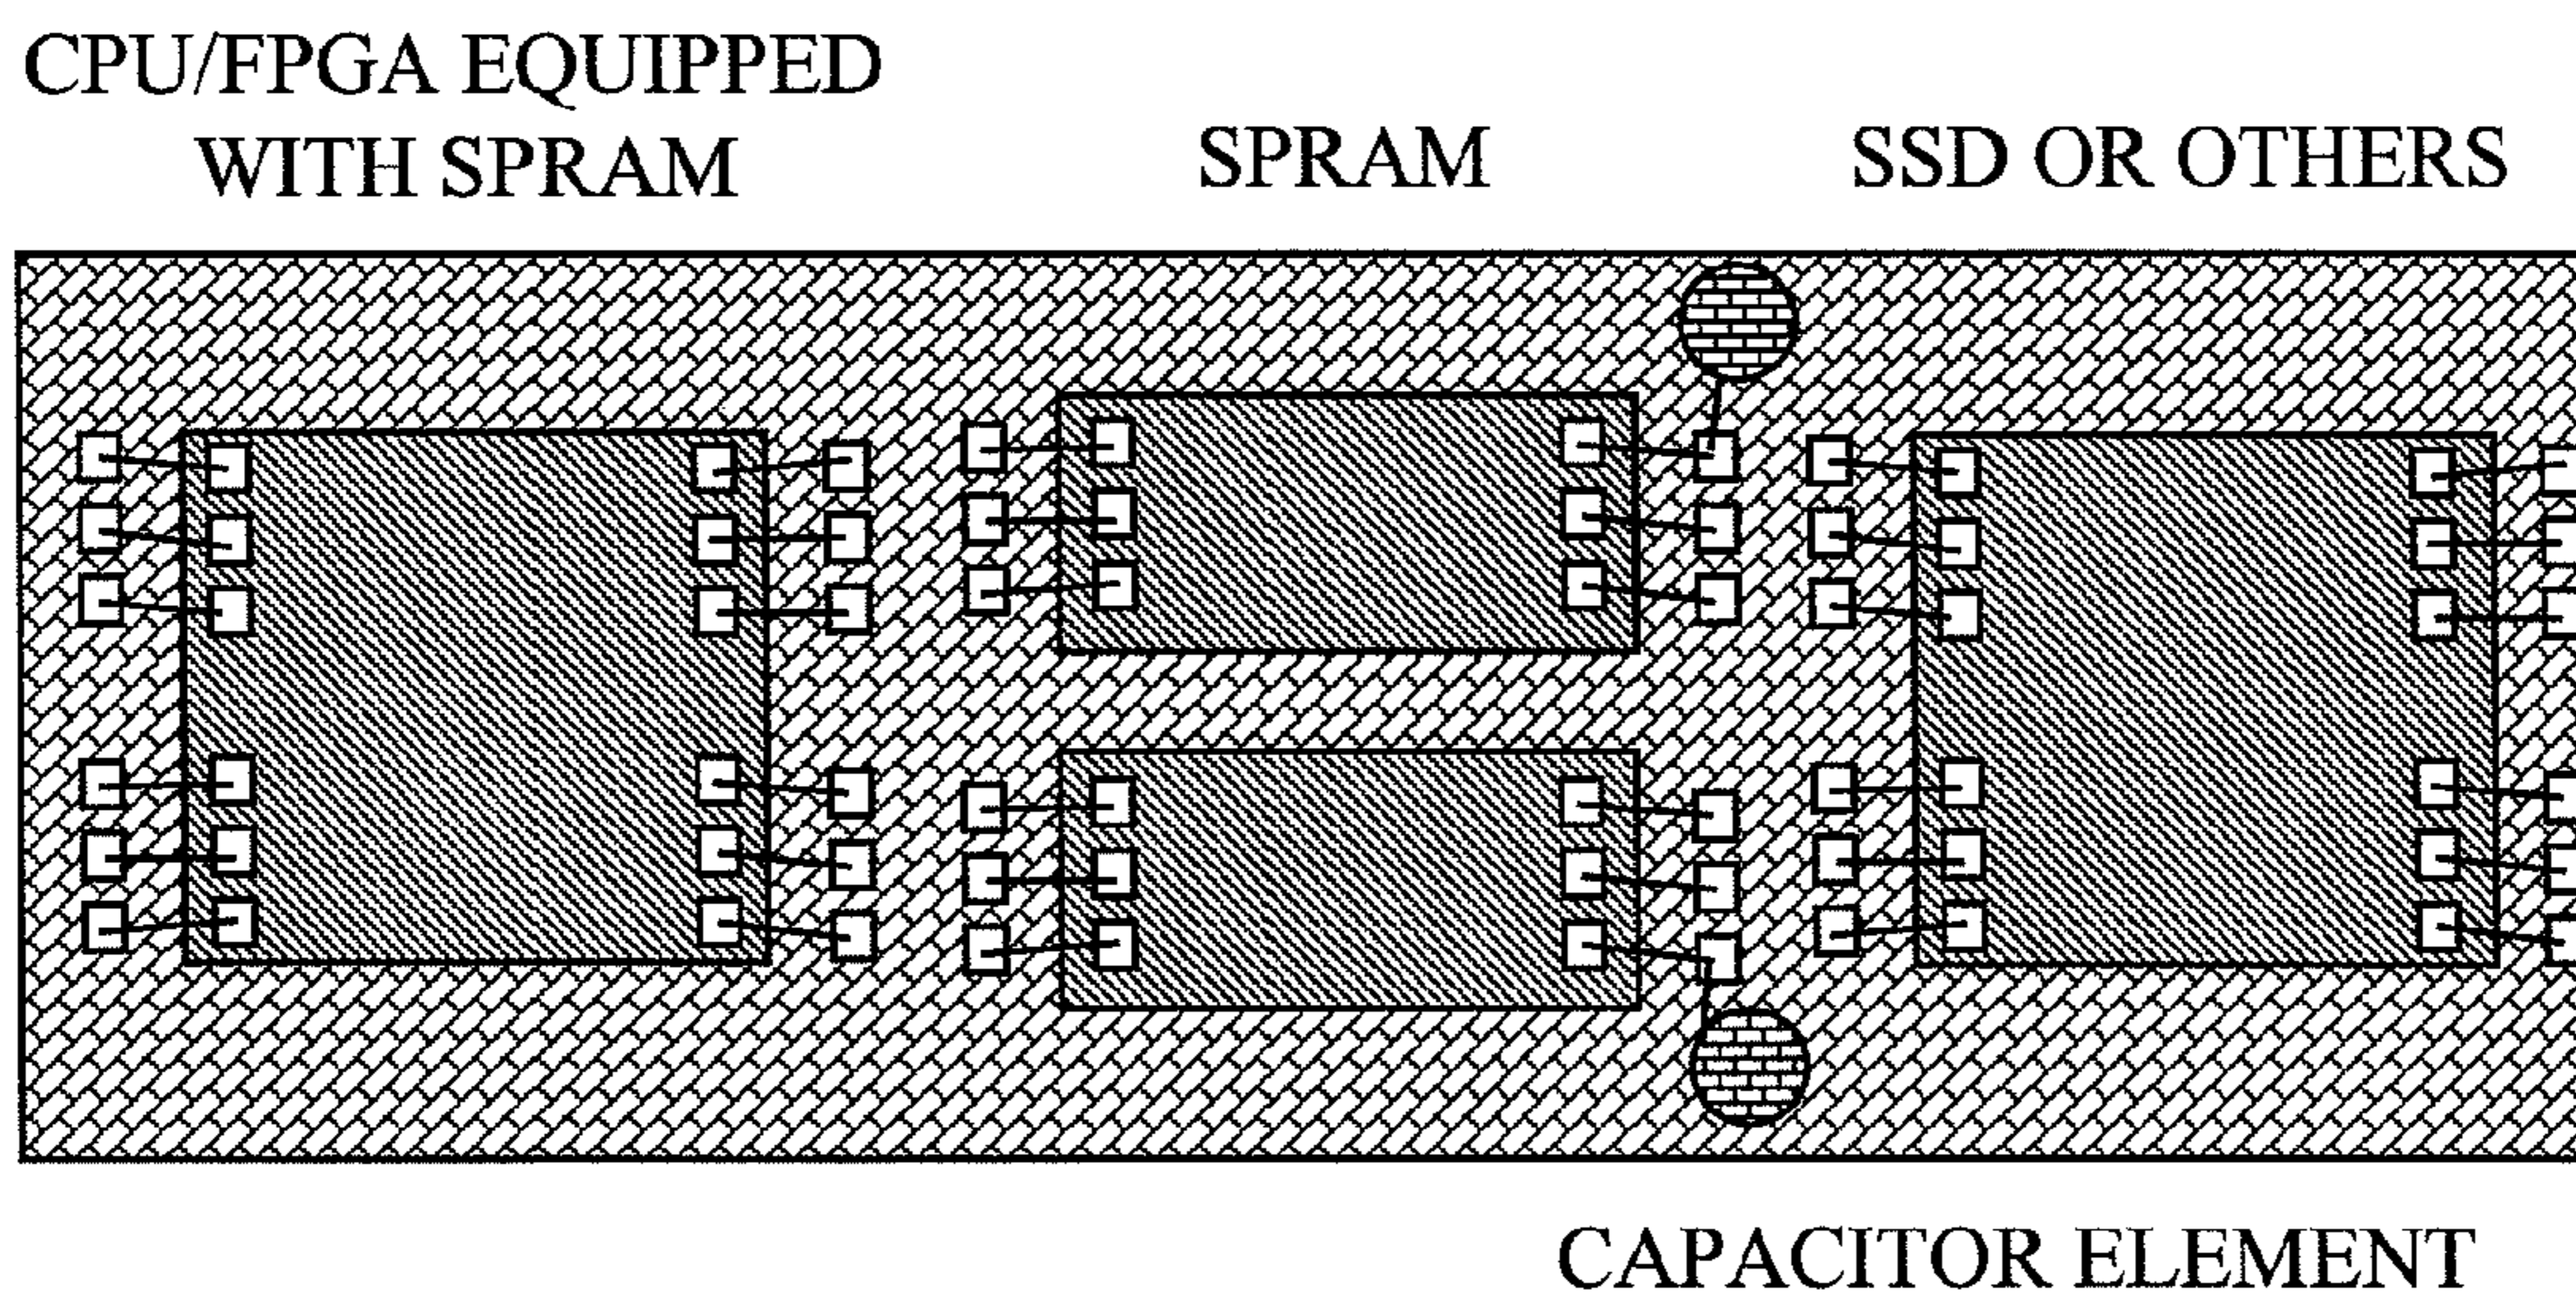 CPU/FPGA EQUIPPED
WITH SPRAM
SPRAM
SSD OR OTHERS
CAPACITOR ELEMENT